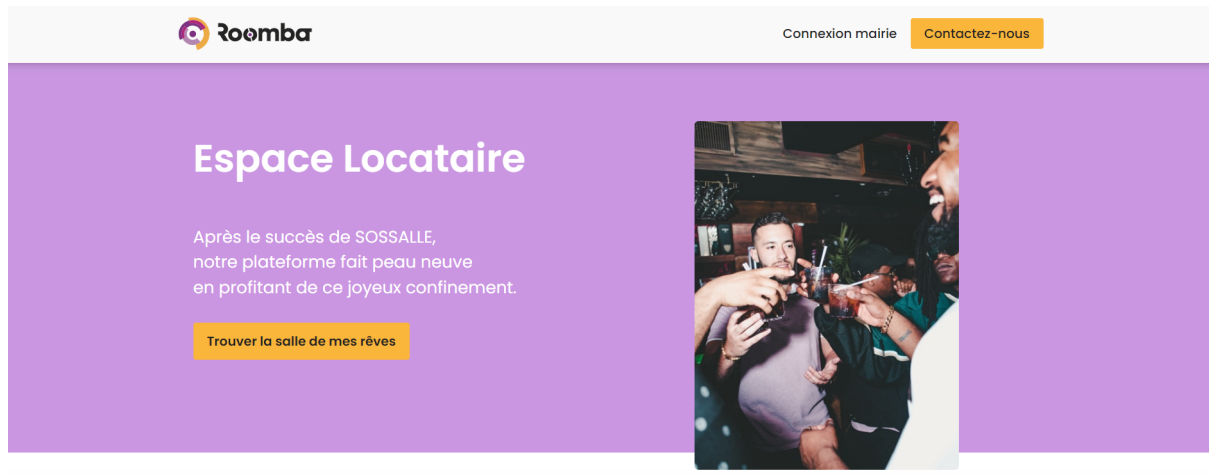 Roomba
Connexion mairie
Contactez-nous
Espace Locataire
Après le succès de SOSSALLE,
notre plateforme fait peau neuve
en profitant de ce joyeux confinement.
Trouver la salle de mes rêves